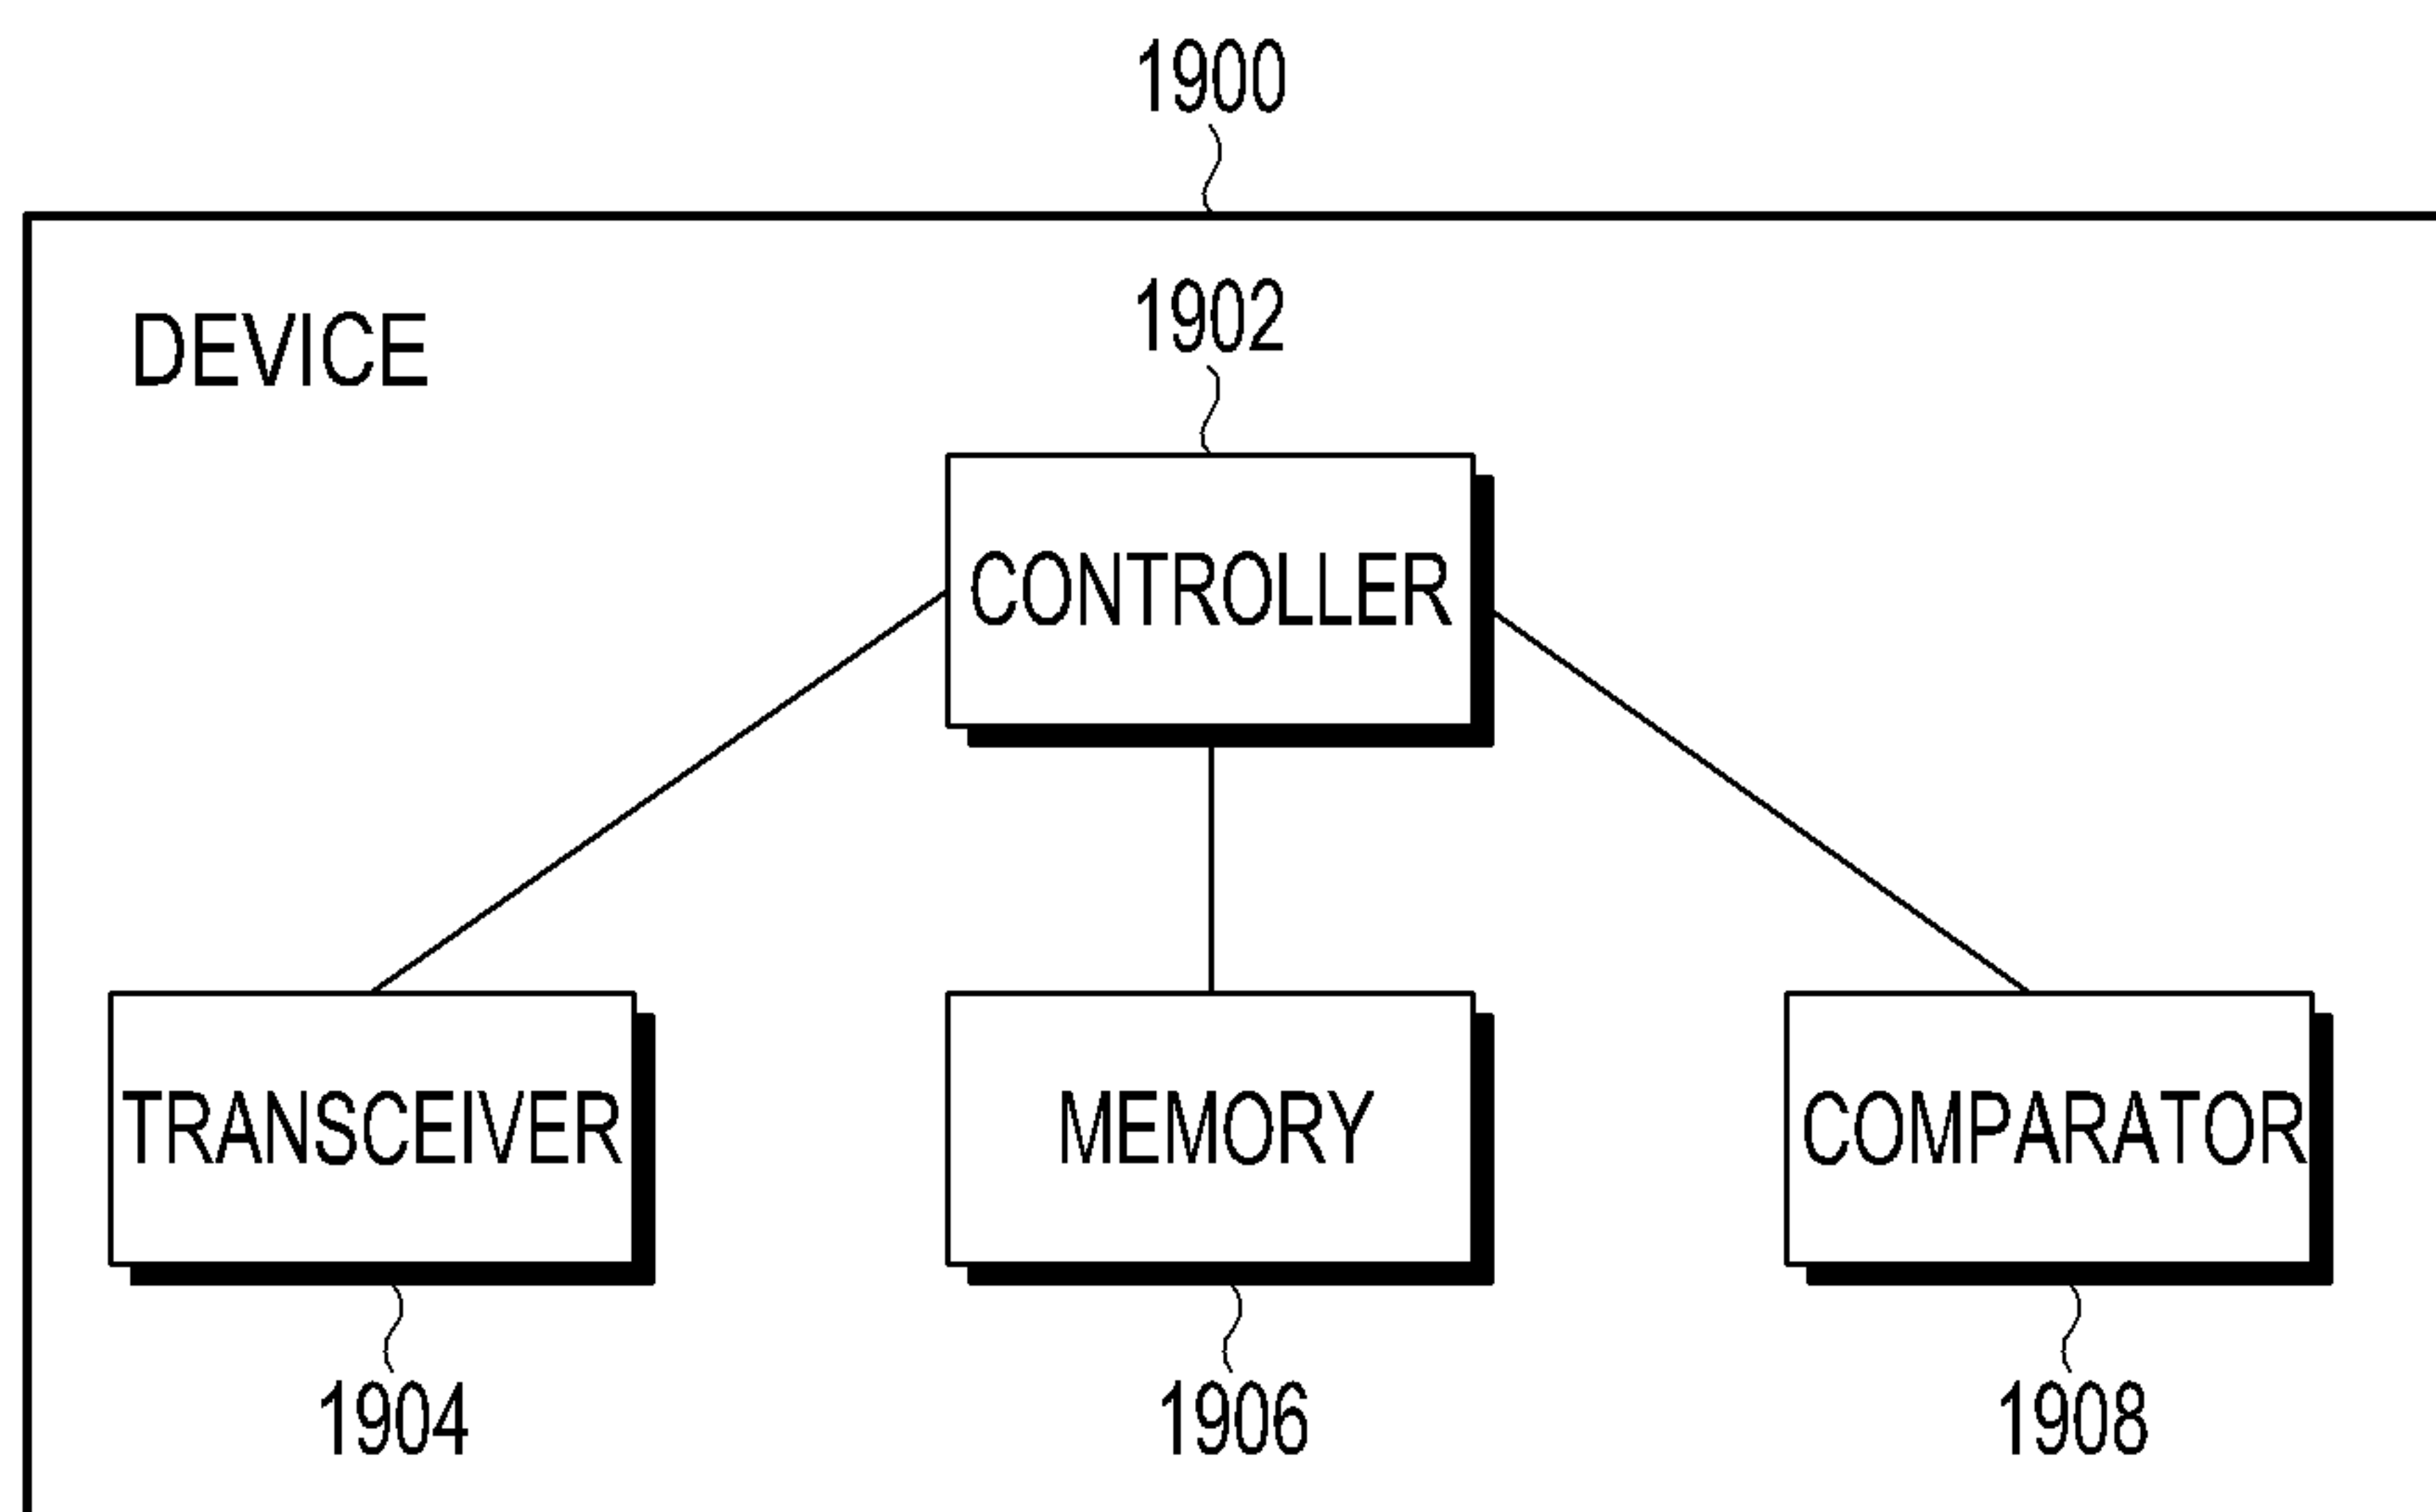 1900
DEVICE
1902
CONTROLLER
TRANSCEIVER
MEMORY
COMPARATOR
1904
1906
1908